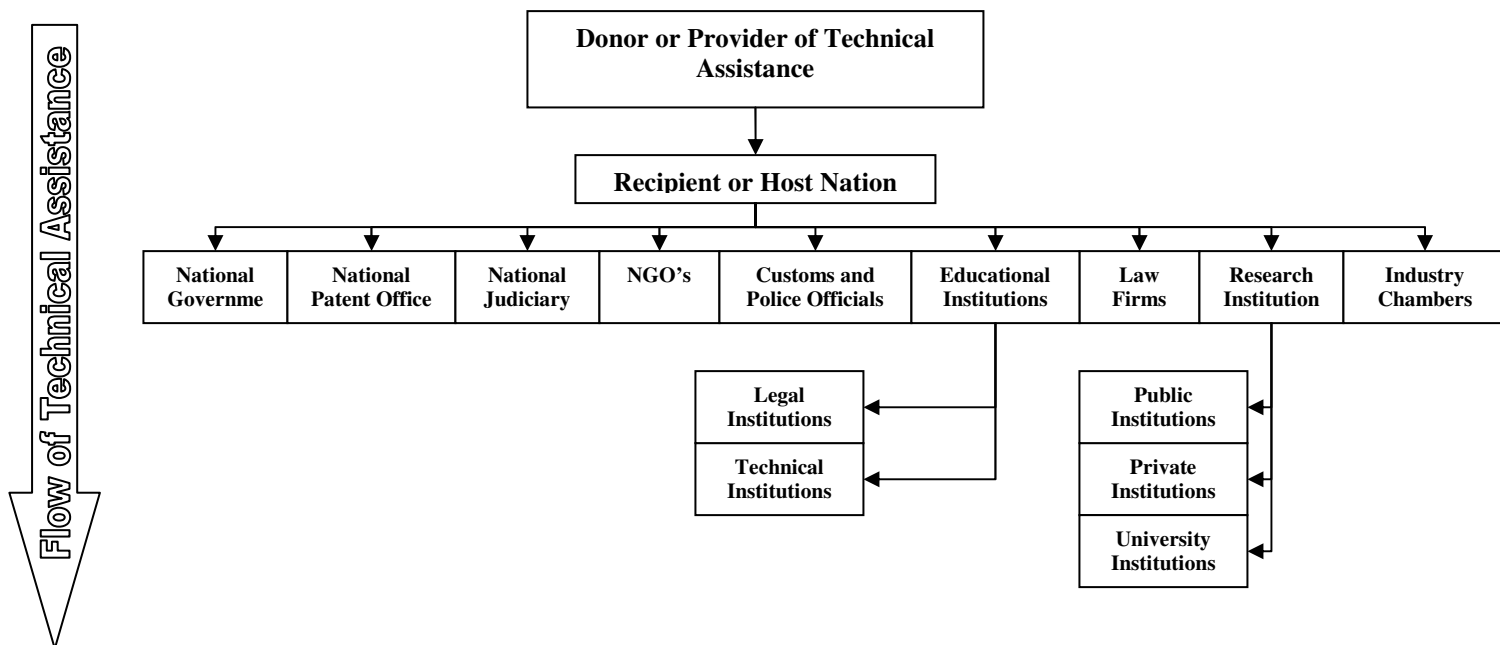 Flow of Technical Assistance
Donor or Provider of Technical
Assistance
Recipient or Host Nation
National
Governme
National
Patent Office
National
Judiciary
NGO's
Customs and
Police Officials
Educational
Institutions
Law
Firms
Research
Institution
Industry
Chambers
Legal
Institutions
Technical
Institutions
Public
Institutions
Private
Institutions
University
Institutions